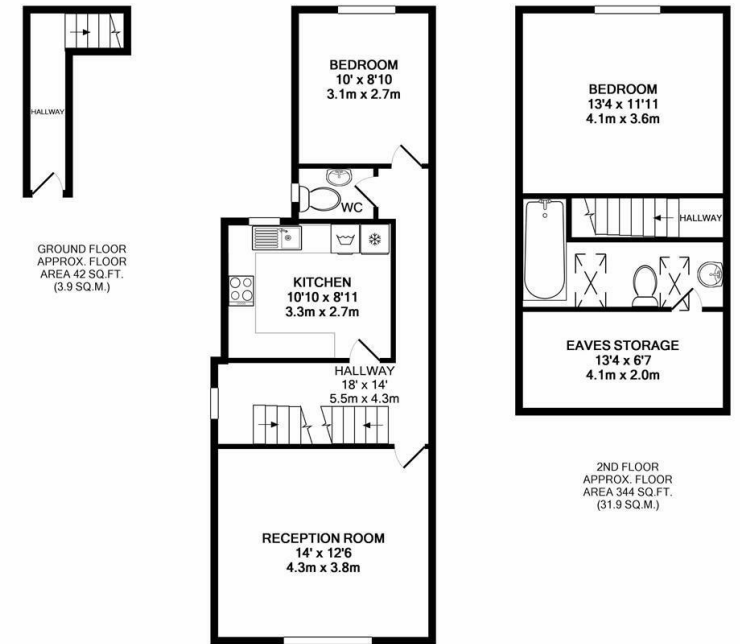 HALLWAY
GROUND FLOOR
APPROX. FLOOR
AREA 42 SQ.FT.
(3.9 SQ.M.)
BEDROOM
10' x 8'10
3.1m x 2.7m
WC
KITCHEN
10'10 x 8'11
3.3m x 2.7m
HALLWAY
18' x 14'
5.5m x 4.3m
RECEPTION ROOM
14' x 12'6
4.3m x 3.8m
BEDROOM
13'4 x 11'11
4.1m x 3.6m
HALLWAY
EAVES STORAGE
13'4 x 6'7
4.1m x 2.0m
2ND FLOOR
APPROX. FLOOR
AREA 344 SQ.FT.
(31.9 SQ.M.)